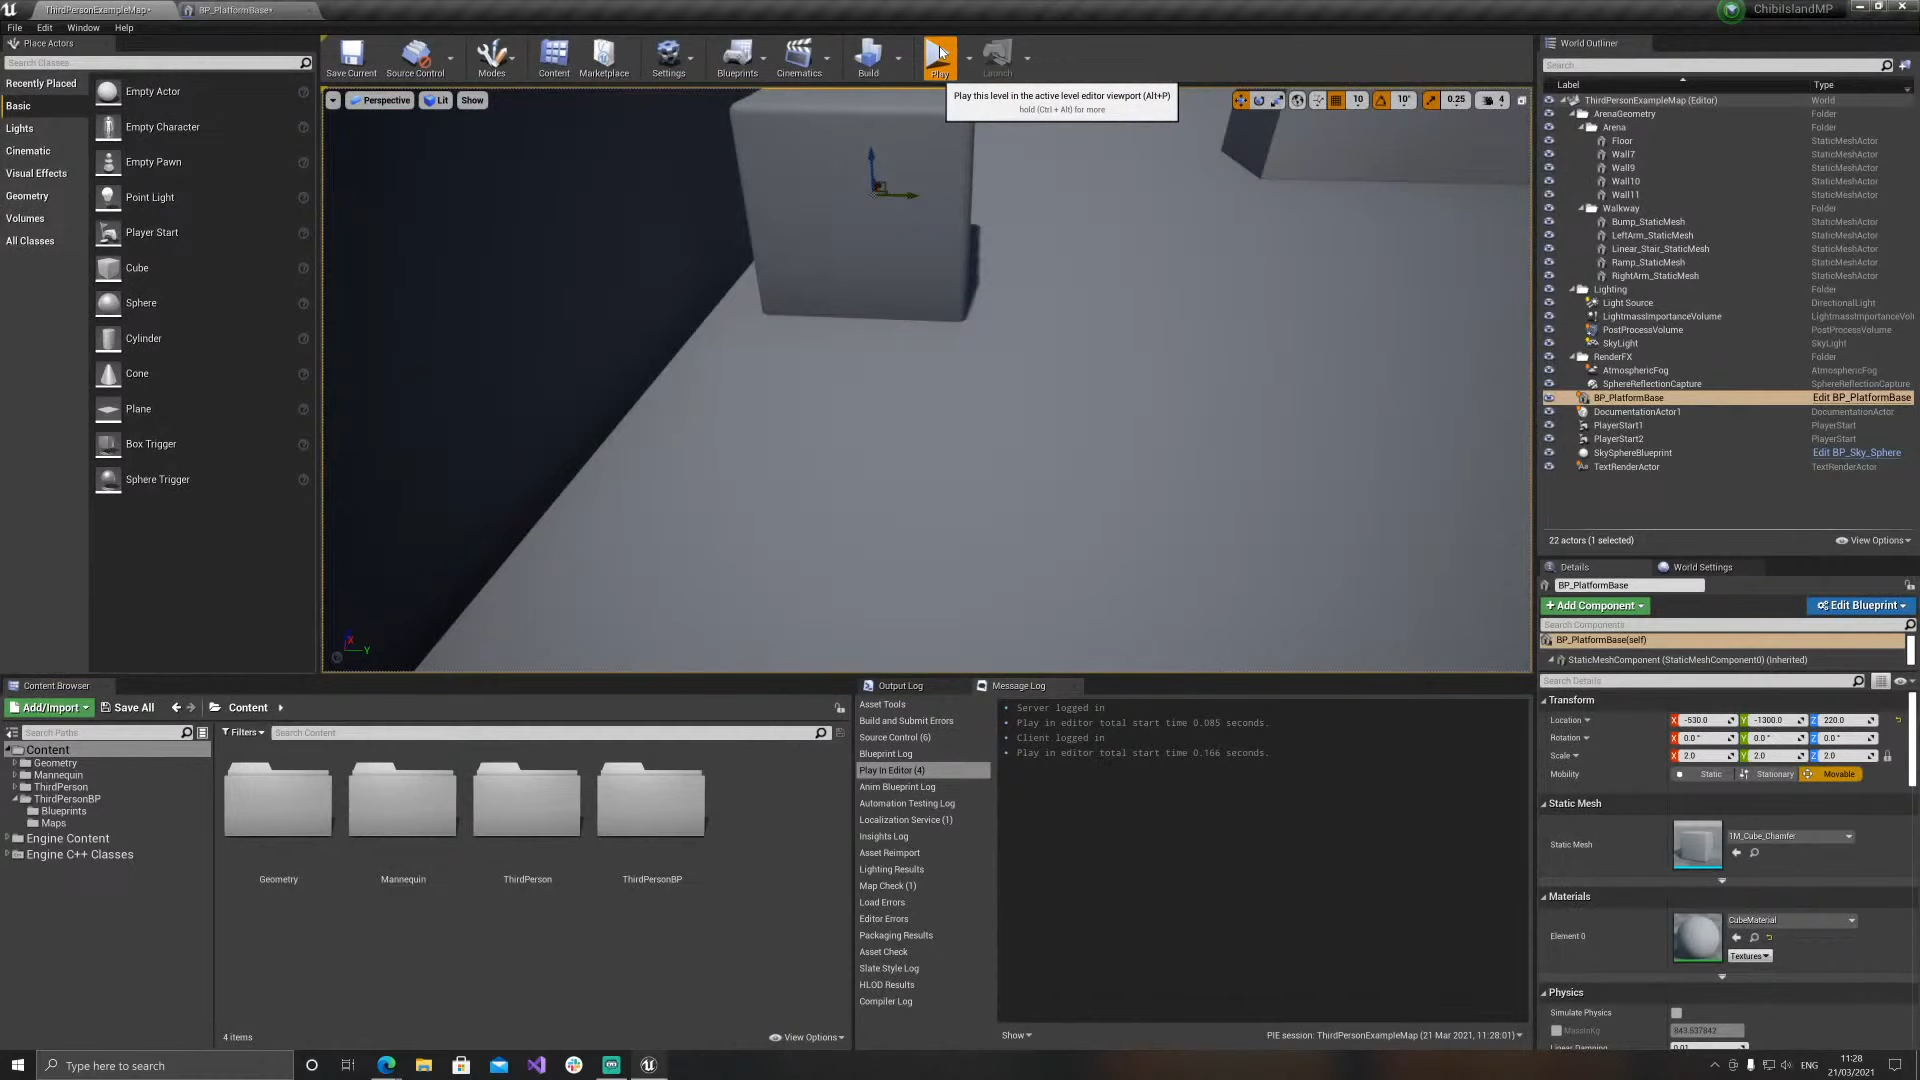 ThirdPersonExampleMap*
BP_PlatformBase*
ChibiIslandMP
File Edit Window Help
Place Actors
Search Classes
Recently Placed
Basic
Lights
Cinematic
Visual Effects
Geometry
Volumes
All Classes
Empty Actor
Empty Character
Empty Pawn
Point Light
Player Start
Cube
Sphere
Cylinder
Cone
Plane
Box Trigger
Sphere Trigger
Save Current
Source Control
Modes
Content
Marketplace
Settings
Blueprints
Cinematics
Build
Play
Launch
Play this level in the active level editor viewport (Alt+P)
hold (Ctrl + Alt) for more
Perspective
Lit
Show
10
10°
0.25
4
X
Y
World Outliner
Search...
Label Type
ThirdPersonExampleMap (Editor) World
ArenaGeometry Folder
Arena Folder
Floor StaticMeshActor
Wall7 StaticMeshActor
Wall9 StaticMeshActor
Wall10 StaticMeshActor
Wall11 StaticMeshActor
Walkway Folder
Bump_StaticMesh StaticMeshActor
LeftArm_StaticMesh StaticMeshActor
Linear_Stair_StaticMesh StaticMeshActor
Ramp_StaticMesh StaticMeshActor
RightArm_StaticMesh StaticMeshActor
Lighting Folder
Light Source DirectionalLight
LightmassImportanceVolume LightmassImportanceVol
PostProcessVolume PostProcessVolume
SkyLight SkyLight
RenderFX Folder
AtmosphericFog AtmosphericFog
SphereReflectionCapture SphereReflectionCapture
BP_PlatformBase Edit BP_PlatformBase
DocumentationActor1 DocumentationActor
PlayerStart1 PlayerStart
PlayerStart2 PlayerStart
SkySphereBlueprint Edit BP_Sky_Sphere
TextRenderActor TextRenderActor
22 actors (1 selected)
View Options
Details
World Settings
BP_PlatformBase
Add Component
Edit Blueprint
Search Components
BP_PlatformBase(self)
StaticMeshComponent (StaticMeshComponent0) (Inherited)
Search Details
Transform
Location X -530.0 Y -1300.0 Z 220.0
Rotation X 0.0° Y 0.0° Z 0.0°
Scale X 2.0 Y 2.0 Z 2.0
Mobility Static Stationary Movable
Static Mesh
Static Mesh 1M_Cube_Chamfer
Materials
Element 0 CubeMaterial
Textures
Physics
Simulate Physics
MassInKg 843.537842
Linear Damping 0.01
Content Browser
Add/Import
Save All
Content
Search Paths
Filters
Search Content
Content
Geometry
Mannequin
ThirdPerson
ThirdPersonBP
Blueprints
Maps
Engine Content
Engine C++ Classes
Geometry
Mannequin
ThirdPerson
ThirdPersonBP
4 items
View Options
Output Log
Message Log
Asset Tools
Build and Submit Errors
Source Control (6)
Blueprint Log
Play In Editor (4)
Anim Blueprint Log
Automation Testing Log
Localization Service (1)
Insights Log
Asset Reimport
Lighting Results
Map Check (1)
Load Errors
Editor Errors
Packaging Results
Asset Check
Slate Style Log
HLOD Results
Compiler Log
Server logged in
Play in editor total start time 0.085 seconds.
Client logged in
Play in editor total start time 0.166 seconds.
Show
PIE session: ThirdPersonExampleMap (21 Mar 2021, 11:28:01)
Type here to search
ENG
11:28
21/03/2021